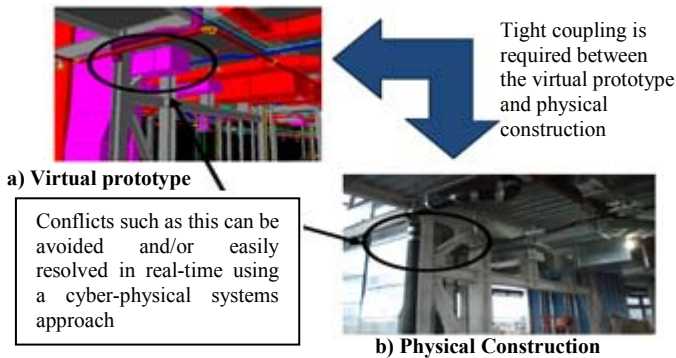 Tight coupling is
required between
the virtual prototype
and physical
construction
a) Virtual prototype
Conflicts such as this can be
avoided and/or easily
resolved in real-time using
a cyber-physical systems
approach
b) Physical Construction